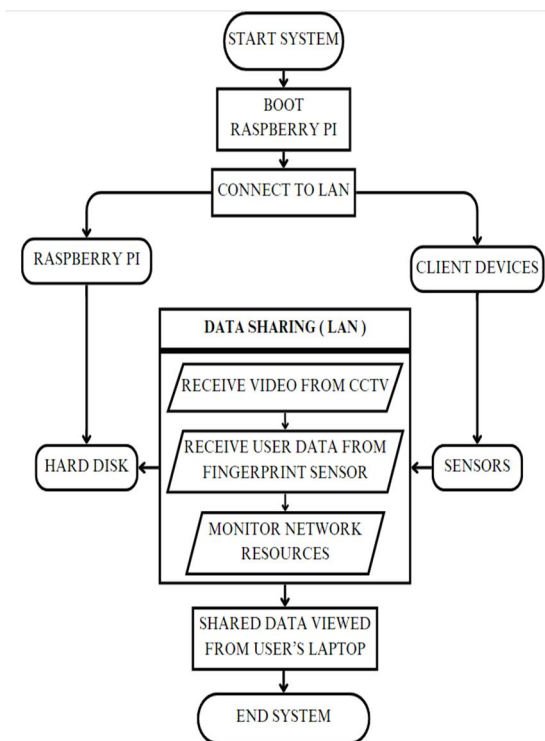 START SYSTEM
BOOT
RASPBERRY PI
CONNECT TO LAN
RASPBERRY PI
CLIENT DEVICES
DATA SHARING ( LAN )
RECEIVE VIDEO FROM CCTV
RECEIVE USER DATA FROM
FINGERPRINT SENSOR
HARD DISK
SENSORS
MONITOR NETWORK
RESOURCES
SHARED DATA VIEWED
FROM USER'S LAPTOP
END SYSTEM